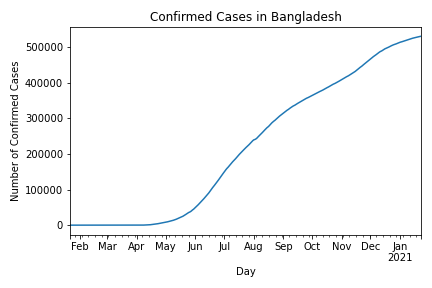 Confirmed Cases in Bangladesh
Number of Confirmed Cases
500000
400000
300000
200000
100000
0
Feb Mar Apr May Jun Jul Aug Sep Oct Nov Dec Jan
2021
Day